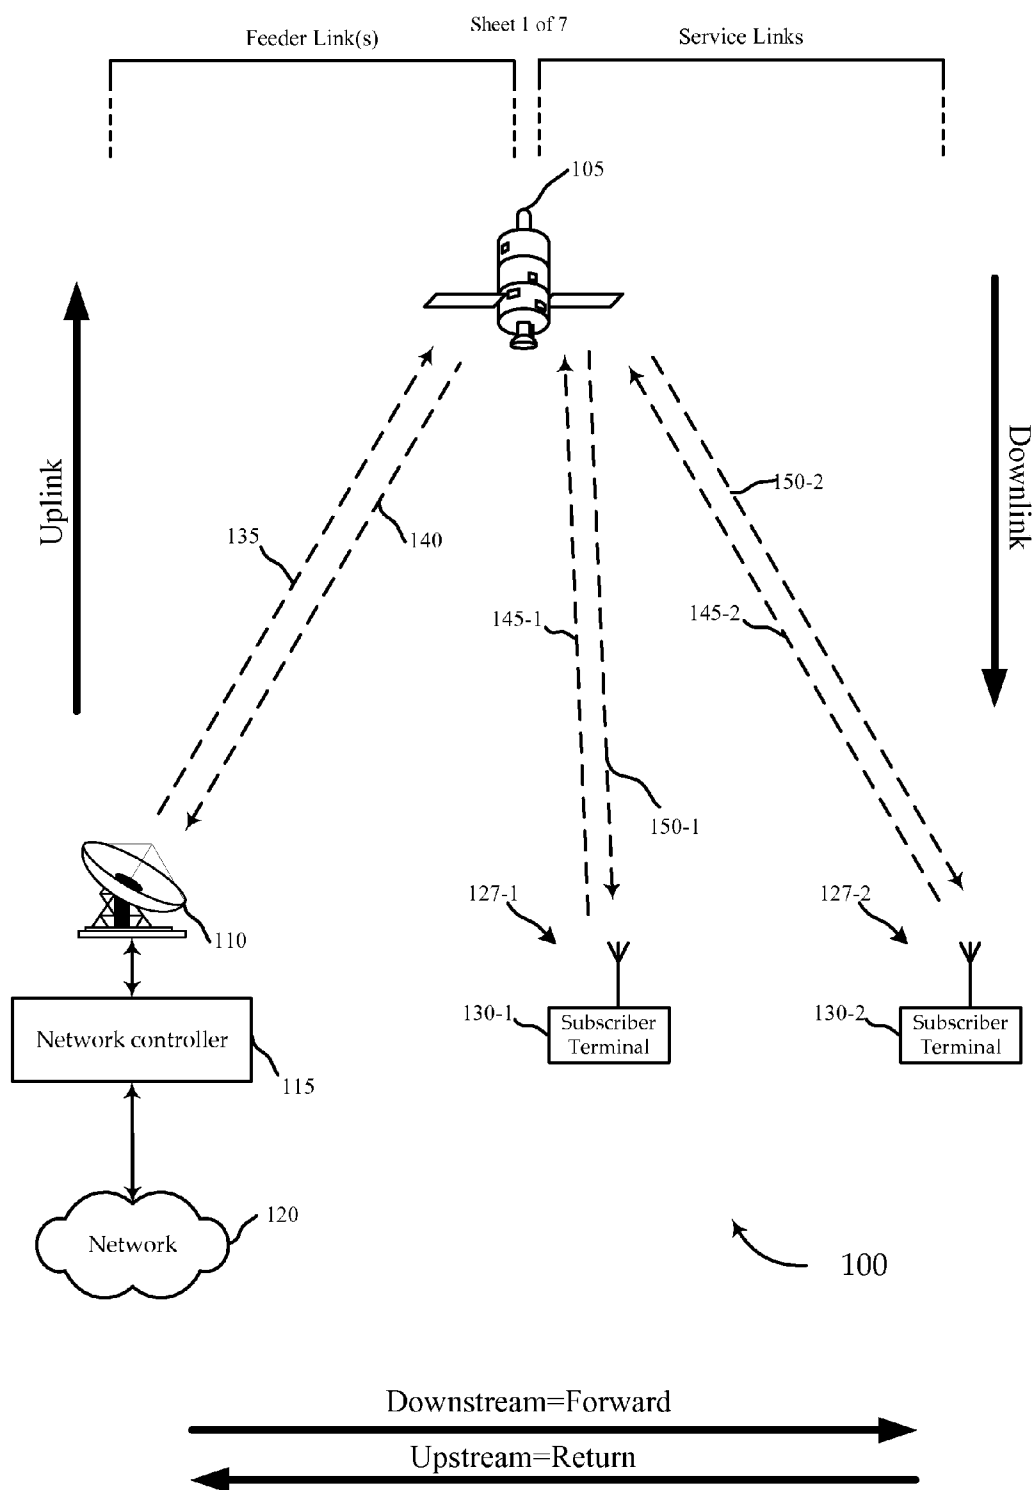 Sheet 1 of 7
Feeder Link(s)
Service Links
105
Uplink
Downlink
150-2
135
140
145-1
145-2
150-1
127-1
127-2
110
130-1
Subscriber
Terminal
130-2
Subscriber
Terminal
Network controller
115
120
Network
100
Downstream=Forward
Upstream=Return